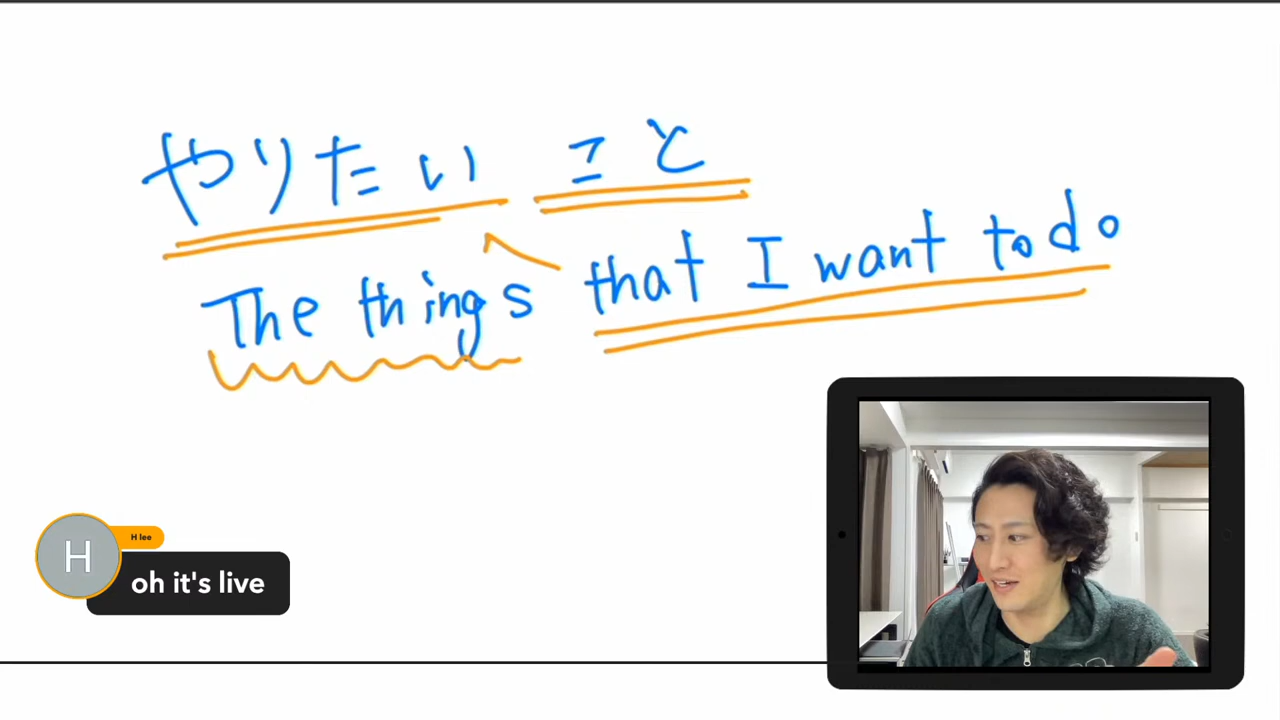 やりたい こと
The things that I want to do
H lee
H
oh it's live